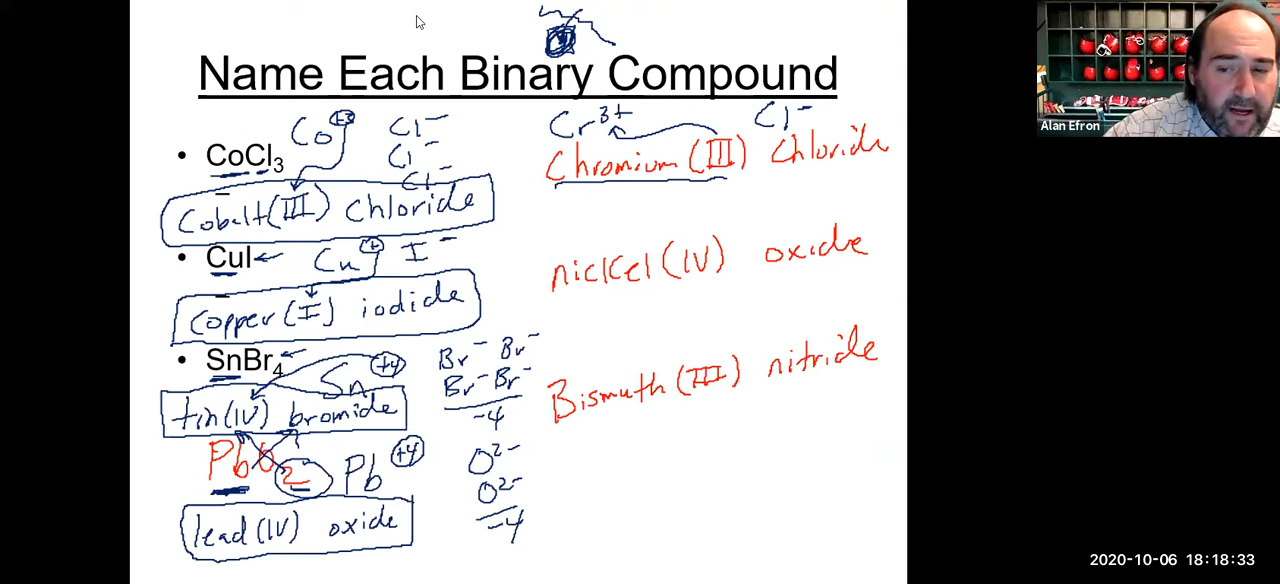 Name Each Binary Compound
Co+3 Cl−
Cl−
Cl−
• CoCl3
Cobalt(III) chloride
• CuI
Cu+ I−
Copper(I) iodide
• SnBr4
Sn+4 Br− Br−
Br− Br−
−4
tin(IV) bromide
PbO2 Pb+4 O2−
O2−
−4
lead(IV) oxide
Cr3+ Cl−
Chromium(III) chloride
nickel(IV) oxide
Bismuth(III) nitride
Alan Efron
2020-10-06 18:18:33